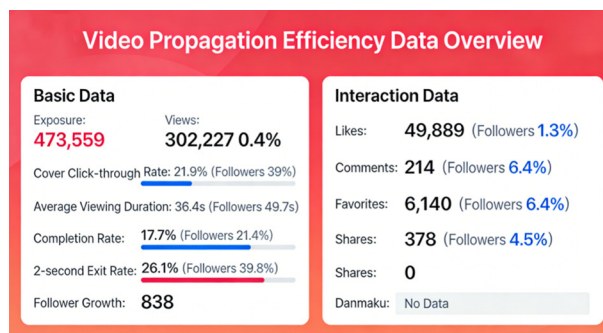 Video Propagation Efficiency Data Overview
Basic Data
Exposure:
473,559
Views:
302,227 0.4%
Cover Click-through Rate: 21.9% (Followers 39%)
Average Viewing Duration: 36.4s (Followers 49.7s)
Completion Rate: 17.7% (Followers 21.4%)
2-second Exit Rate: 26.1% (Followers 39.8%)
Follower Growth: 838
Interaction Data
Likes: 49,889 (Followers 1.3%)
Comments: 214 (Followers 6.4%)
Favorites: 6,140 (Followers 6.4%)
Shares: 378 (Followers 4.5%)
Shares: 0
Danmaku: No Data